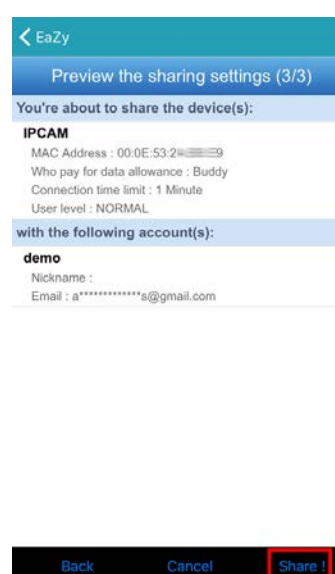 EaZy
Preview the sharing settings (3/3)
You're about to share the device(s):
IPCAM
MAC Address : 00:0E:53:2
Who pay for data allowance : Buddy
Connection time limit : 1 Minute
User level : NORMAL
with the following account(s):
demo
Nickname :
Email : a*************s@gmail.com
Back Cancel Share !